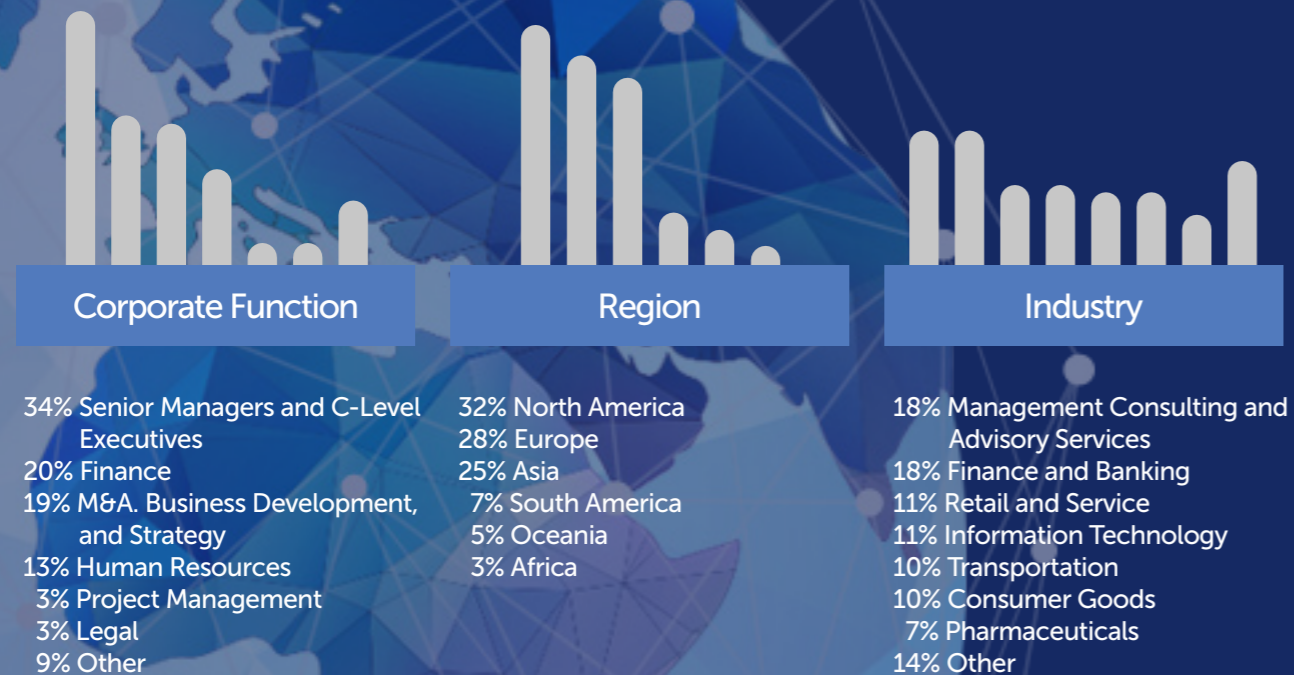 Corporate Function
34% Senior Managers and C-Level
Executives
20% Finance
19% M&A. Business Development,
and Strategy
13% Human Resources
3% Project Management
3% Legal
9% Other
Region
32% North America
28% Europe
25% Asia
7% South America
5% Oceania
3% Africa
Industry
18% Management Consulting and
Advisory Services
18% Finance and Banking
11% Retail and Service
11% Information Technology
10% Transportation
10% Consumer Goods
7% Pharmaceuticals
14% Other